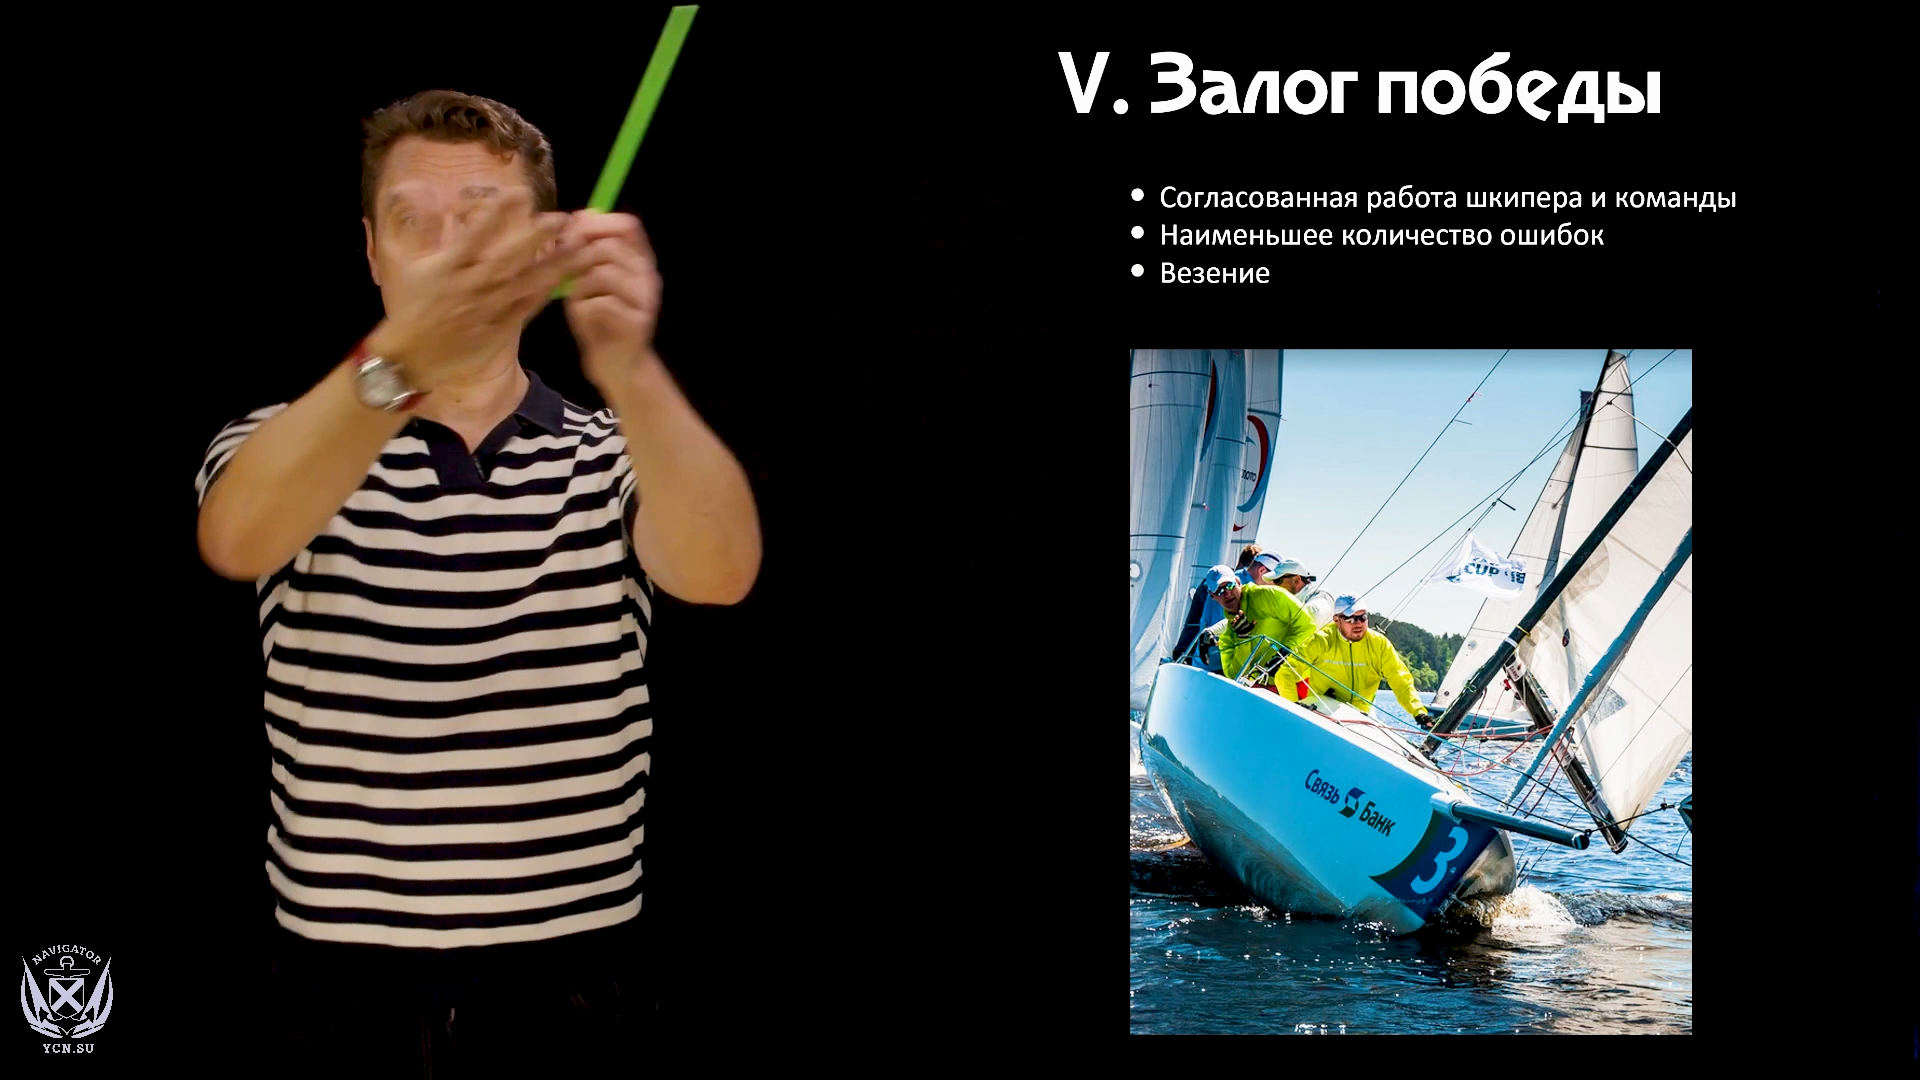 V. Залог победы
• Согласованная работа шкипера и команды
• Наименьшее количество ошибок
• Везение
Связь Банк
3
NAVIGATOR
YCN.SU